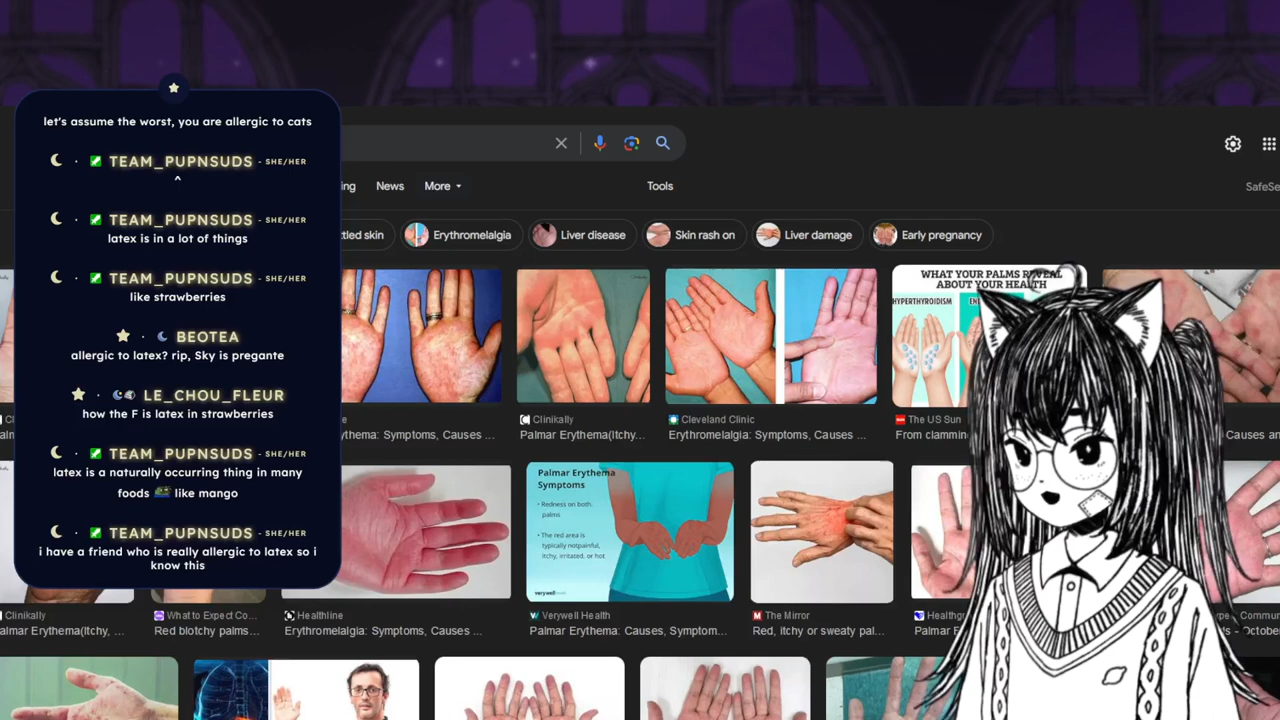 let's assume the worst, you are allergic to cats
TEAM_PUPNSUDS - SHE/HER
^
TEAM_PUPNSUDS - SHE/HER
latex is in a lot of things
TEAM_PUPNSUDS - SHE/HER
like strawberries
BEOTEA
allergic to latex? rip, Sky is pregante
LE_CHOU_FLEUR
how the F is latex in strawberries
TEAM_PUPNSUDS - SHE/HER
latex is a naturally occurring thing in many
foods like mango
TEAM_PUPNSUDS - SHE/HER
i have a friend who is really allergic to latex so i
know this
News
More
Tools
SafeSe
skin
Erythromelalgia
Liver disease
Skin rash on
Liver damage
Early pregnancy
WHAT YOUR PALMS REVEAL
ABOUT YOUR HEALTH
HYPERTHYROIDISM
Clinikally
Cleveland Clinic
The US Sun
ythema: Symptoms, Causes ...
Palmar Erythema(Itchy...
Erythromelalgia: Symptoms, Causes ...
From clammin
Causes an
Palmar Erythema
Symptoms
• Redness on both
palms
• The red area is
typically notpainful,
itchy, irritated, or hot
verywell
Clinikally
What to Expect Co...
Healthline
Verywell Health
The Mirror
Healthgr
Commur
almar Erythema(Itchy, ...
Red blotchy palms...
Erythromelalgia: Symptoms, Causes ...
Palmar Erythema: Causes, Symptom...
Red, itchy or sweaty pal...
Palmar E
- October